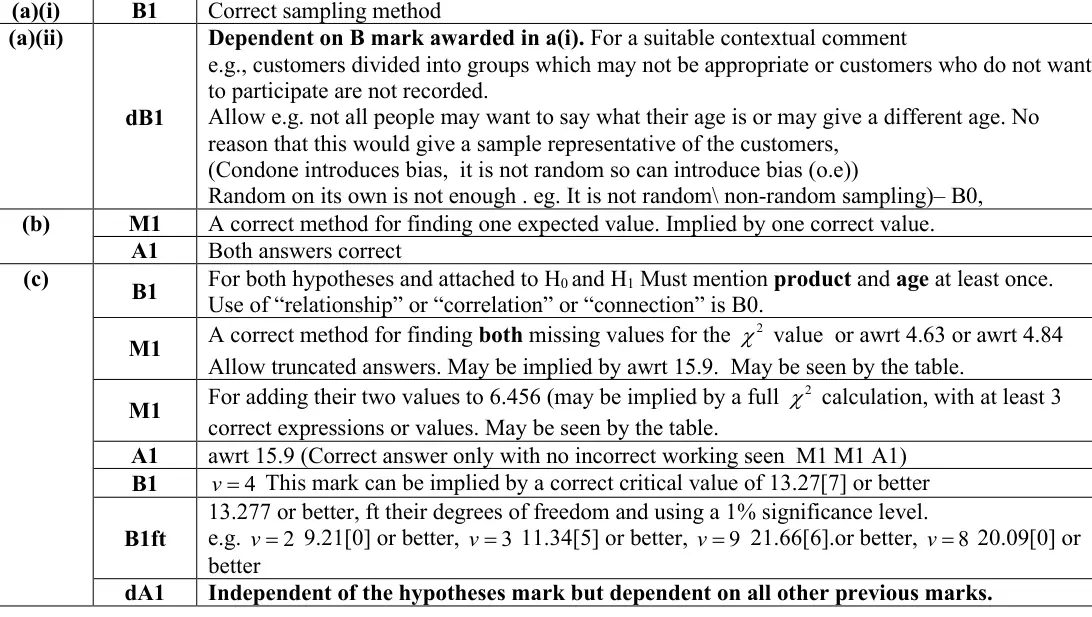 (a)(i) B1 Correct sampling method
(a)(ii) Dependent on B mark awarded in a(i). For a suitable contextual comment
e.g., customers divided into groups which may not be appropriate or customers who do not want
to participate are not recorded.
dB1 Allow e.g. not all people may want to say what their age is or may give a different age. No
reason that this would give a sample representative of the customers,
(Condone introduces bias, it is not random so can introduce bias (o.e))
Random on its own is not enough . eg. It is not random\ non-random sampling)– B0,
(b) M1 A correct method for finding one expected value. Implied by one correct value.
A1 Both answers correct
(c) B1 For both hypotheses and attached to H₀ and H₁ Must mention product and age at least once.
Use of “relationship” or “correlation” or “connection” is B0.
M1 A correct method for finding both missing values for the χ² value or awrt 4.63 or awrt 4.84
Allow truncated answers. May be implied by awrt 15.9. May be seen by the table.
M1 For adding their two values to 6.456 (may be implied by a full χ² calculation, with at least 3
correct expressions or values. May be seen by the table.
A1 awrt 15.9 (Correct answer only with no incorrect working seen M1 M1 A1)
B1 v = 4 This mark can be implied by a correct critical value of 13.27[7] or better
13.277 or better, ft their degrees of freedom and using a 1% significance level.
B1ft e.g. v = 2 9.21[0] or better, v = 3 11.34[5] or better, v = 9 21.66[6].or better, v = 8 20.09[0] or
better
dA1 Independent of the hypotheses mark but dependent on all other previous marks.